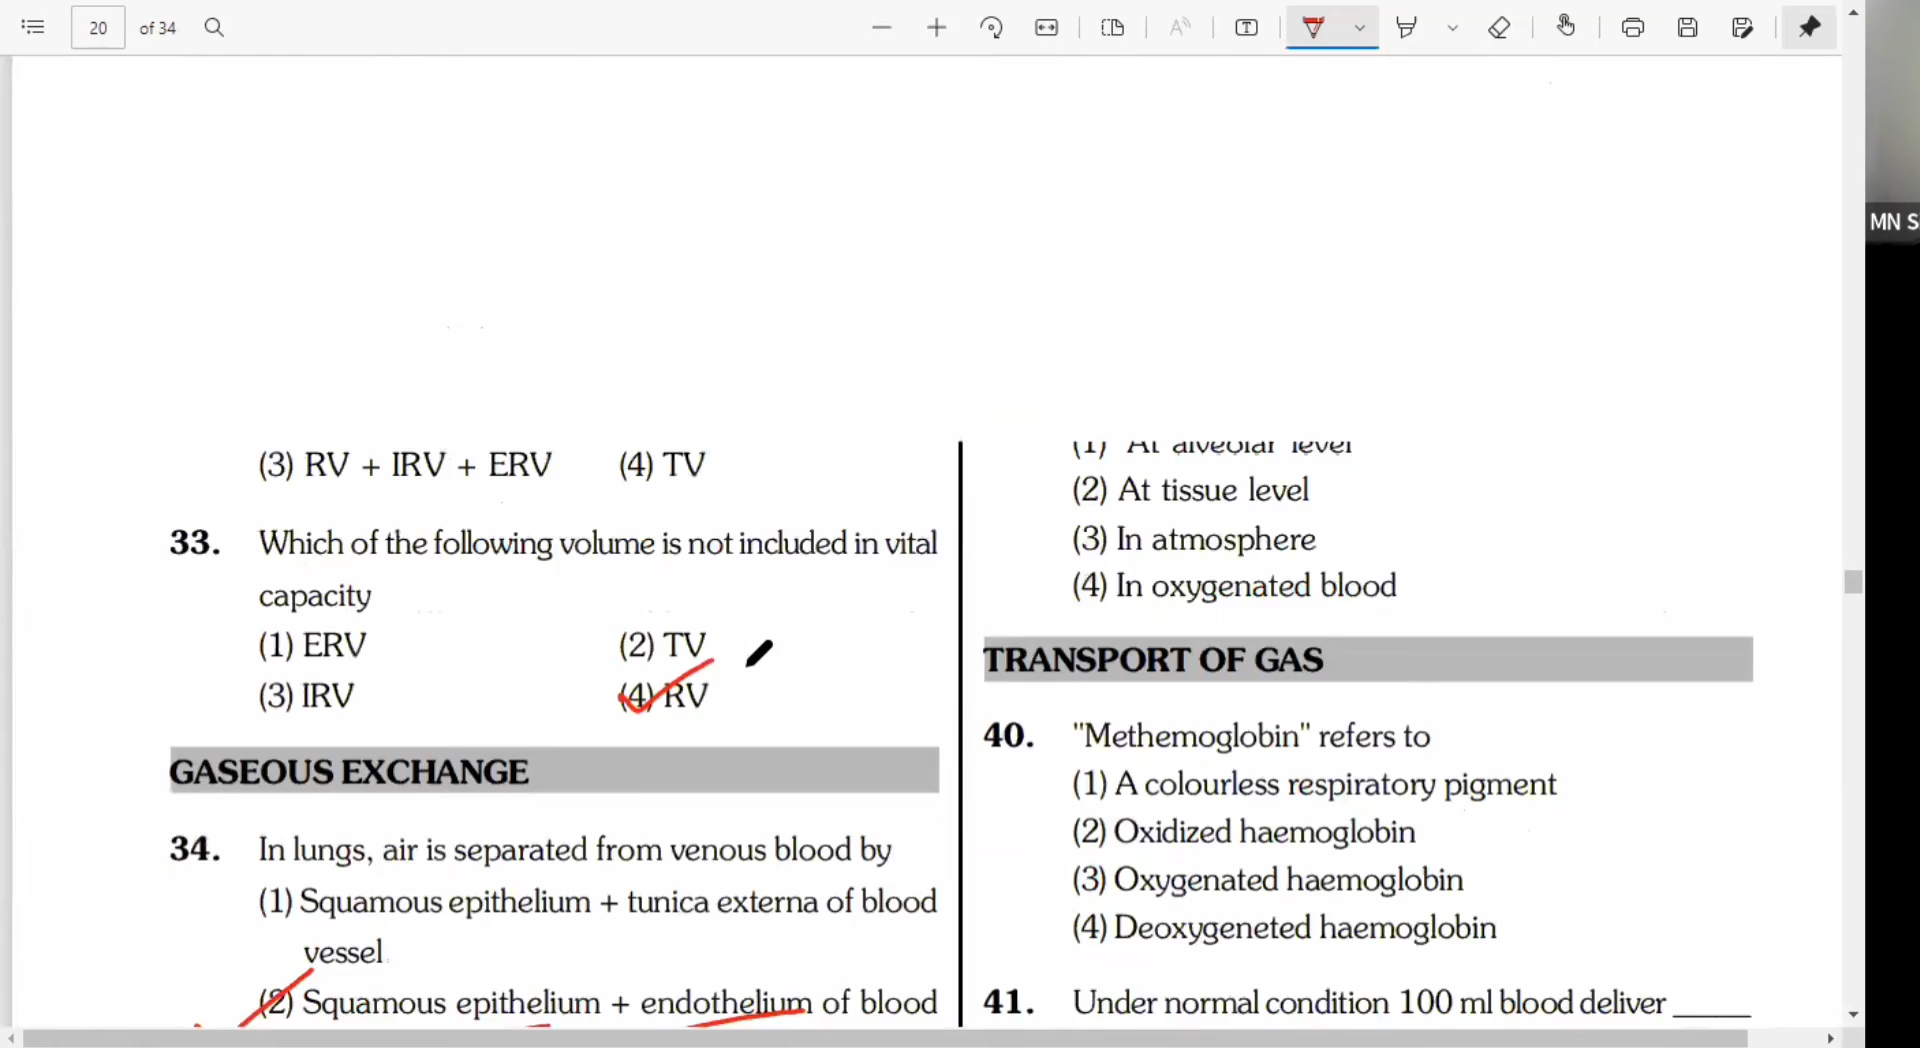 20 of 34
MN S
(3) RV + IRV + ERV (4) TV
33. Which of the following volume is not included in vital
capacity
(1) ERV (2) TV
(3) IRV (4) RV
GASEOUS EXCHANGE
34. In lungs, air is separated from venous blood by
(1) Squamous epithelium + tunica externa of blood
vessel
(2) Squamous epithelium + endothelium of blood
(1) At alveolar level
(2) At tissue level
(3) In atmosphere
(4) In oxygenated blood
TRANSPORT OF GAS
40. "Methemoglobin" refers to
(1) A colourless respiratory pigment
(2) Oxidized haemoglobin
(3) Oxygenated haemoglobin
(4) Deoxygeneted haemoglobin
41. Under normal condition 100 ml blood deliver _____